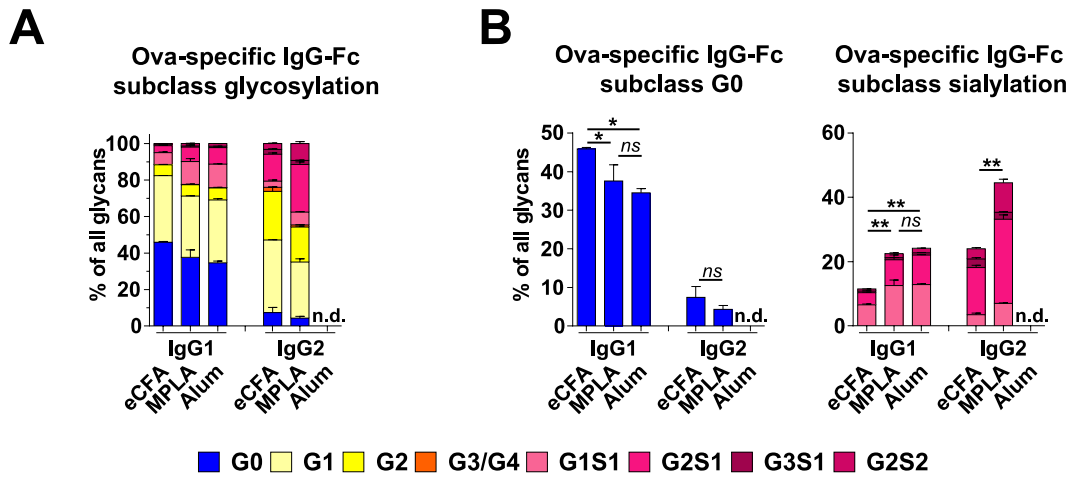 A
Ova-specific IgG-Fc
subclass glycosylation
% of all glycans
100
80
60
40
20
0
n.d.
IgG1
IgG2
eCFA
MPLA
Alum
eCFA
MPLA
Alum
B
Ova-specific IgG-Fc
subclass G0
50
40
30
20
10
0
*
*
ns
ns
n.d.
IgG1
IgG2
eCFA
MPLA
Alum
eCFA
MPLA
Alum
Ova-specific IgG-Fc
subclass sialylation
60
40
20
0
**
**
ns
**
n.d.
IgG1
IgG2
eCFA
MPLA
Alum
eCFA
MPLA
Alum
G0 G1 G2 G3/G4 G1S1 G2S1 G3S1 G2S2